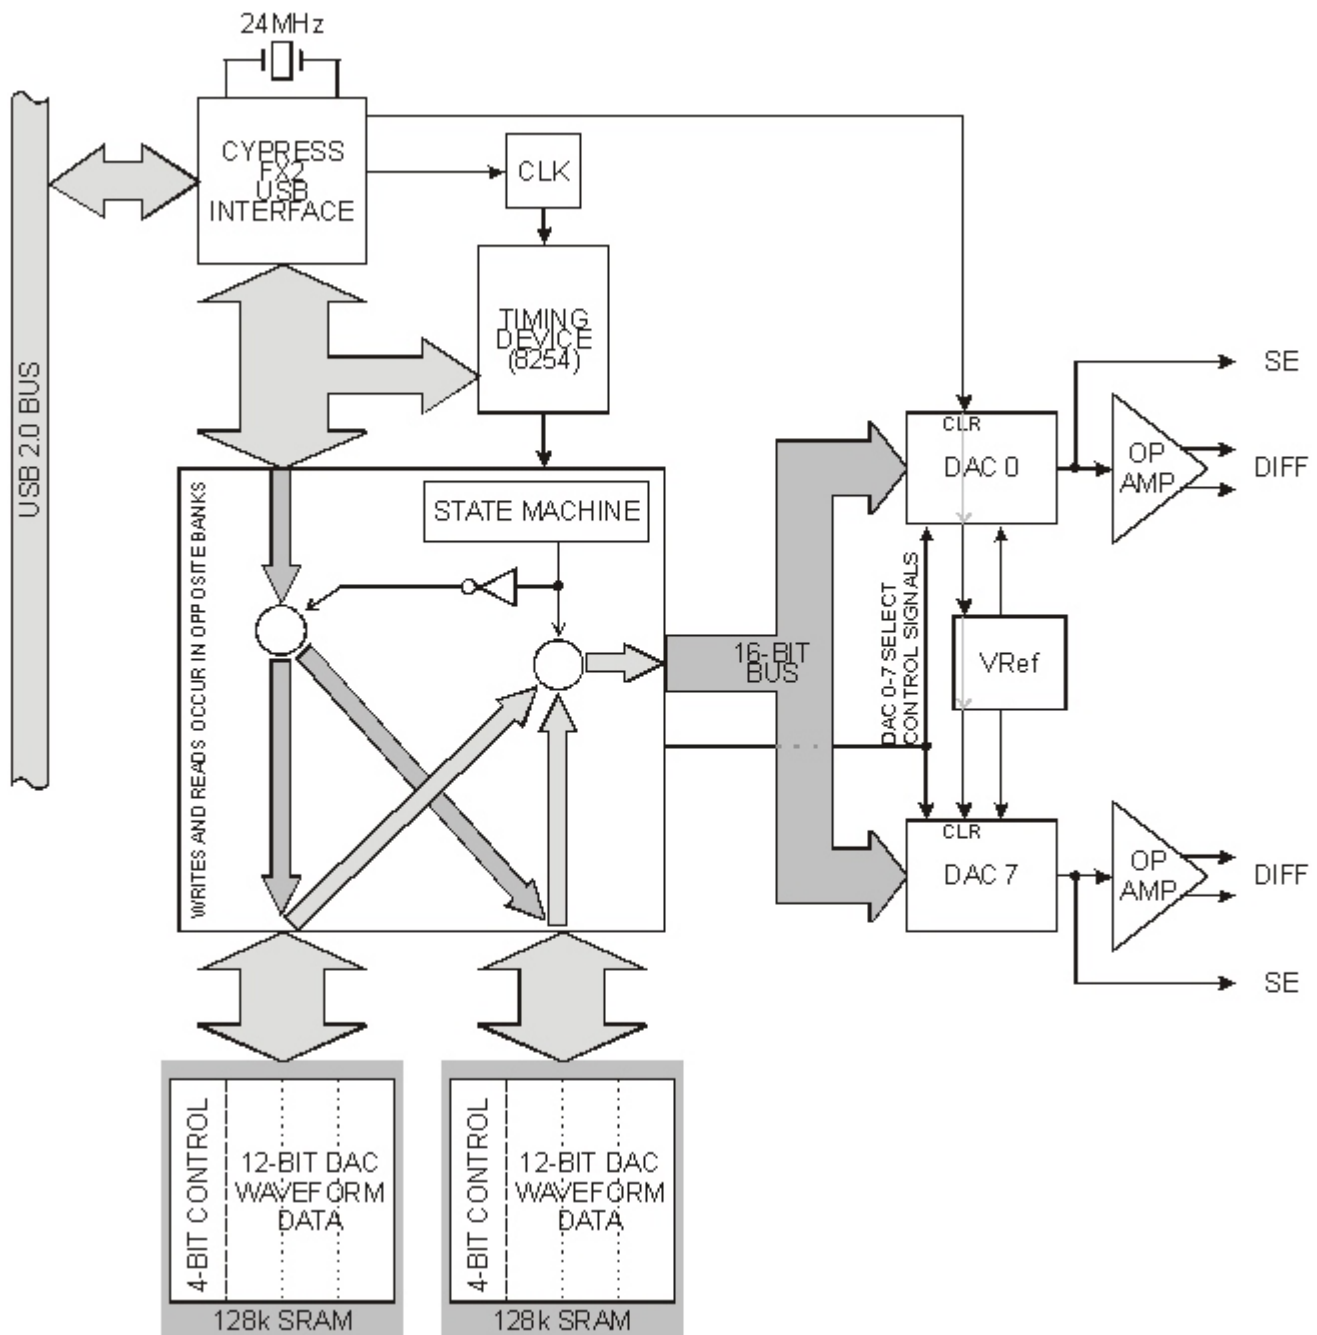 24MHz
CYPRESS
FX2
USB
INTERFACE
CLK
USB 2.0 BUS
TIMING
DEVICE
(8254)
SE
CLR
DAC 0
OP
AMP
DIFF
WRITES AND READS OCCUR IN OPPOSITE BANKS
STATE MACHINE
16-BIT
BUS
DAC 0-7 SELECT
CONTROL SIGNALS
VRef
CLR
DAC 7
OP
AMP
DIFF
SE
4-BIT CONTROL
12-BIT DAC
WAVEFORM
DATA
128k SRAM
4-BIT CONTROL
12-BIT DAC
WAVEFORM
DATA
128k SRAM